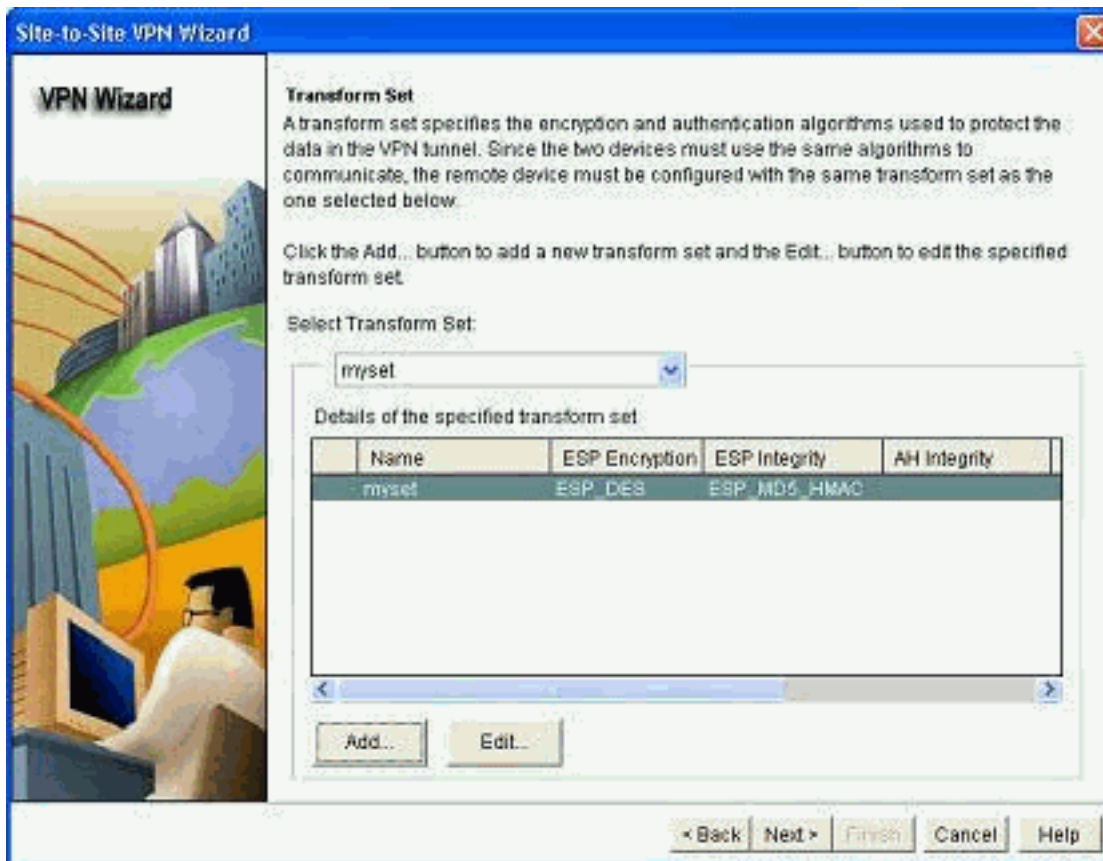 Site-to-Site VPN Wizard
VPN Wizard
Transform Set
A transform set specifies the encryption and authentication algorithms used to protect the
data in the VPN tunnel. Since the two devices must use the same algorithms to
communicate, the remote device must be configured with the same transform set as the
one selected below.
Click the Add... button to add a new transform set and the Edit... button to edit the specified
transform set.
Select Transform Set:
myset
Details of the specified transform set
Name ESP Encryption ESP Integrity AH Integrity
myset ESP_DES ESP_MD5_HMAC
Add... Edit...
< Back Next > Finish Cancel Help